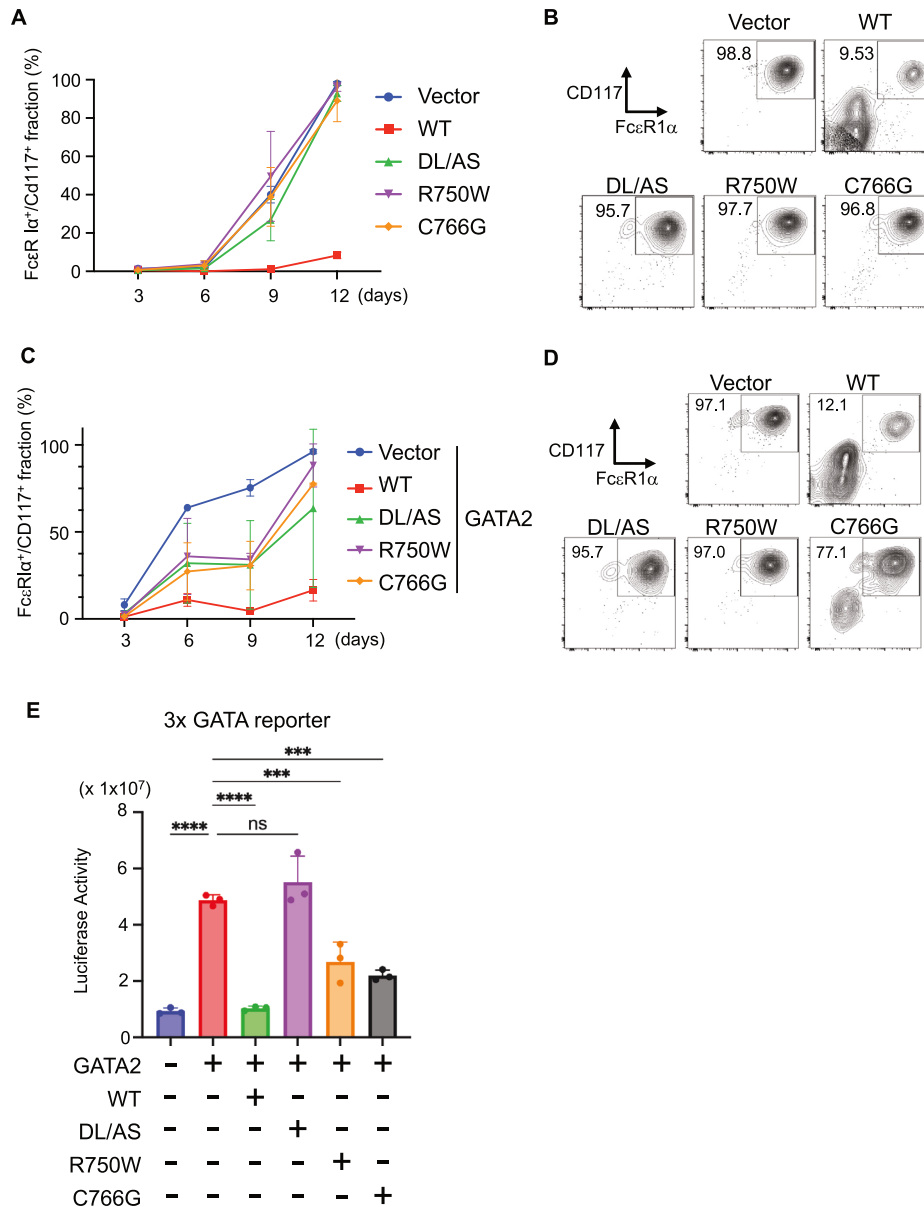 A
FcεR Iα⁺/Cd117⁺ fraction (%)
100
80
60
40
20
0
3 6 9 12 (days)
Vector
WT
DL/AS
R750W
C766G
B
Vector WT
98.8 9.53
CD117
FcεR1α
DL/AS R750W C766G
95.7 97.7 96.8
C
FcεRIα⁺/CD117⁺ fraction (%)
100
50
0
3 6 9 12 (days)
Vector
WT
DL/AS
R750W
C766G
GATA2
D
Vector WT
97.1 12.1
CD117
FcεR1α
DL/AS R750W C766G
95.7 97.0 77.1
E
3x GATA reporter
(x 1x10⁷)
Luciferase Activity
8
6
4
2
0
***
***
****
**** ns
GATA2 - + + + + +
WT - - + - - -
DL/AS - - - + - -
R750W - - - - + -
C766G - - - - - +